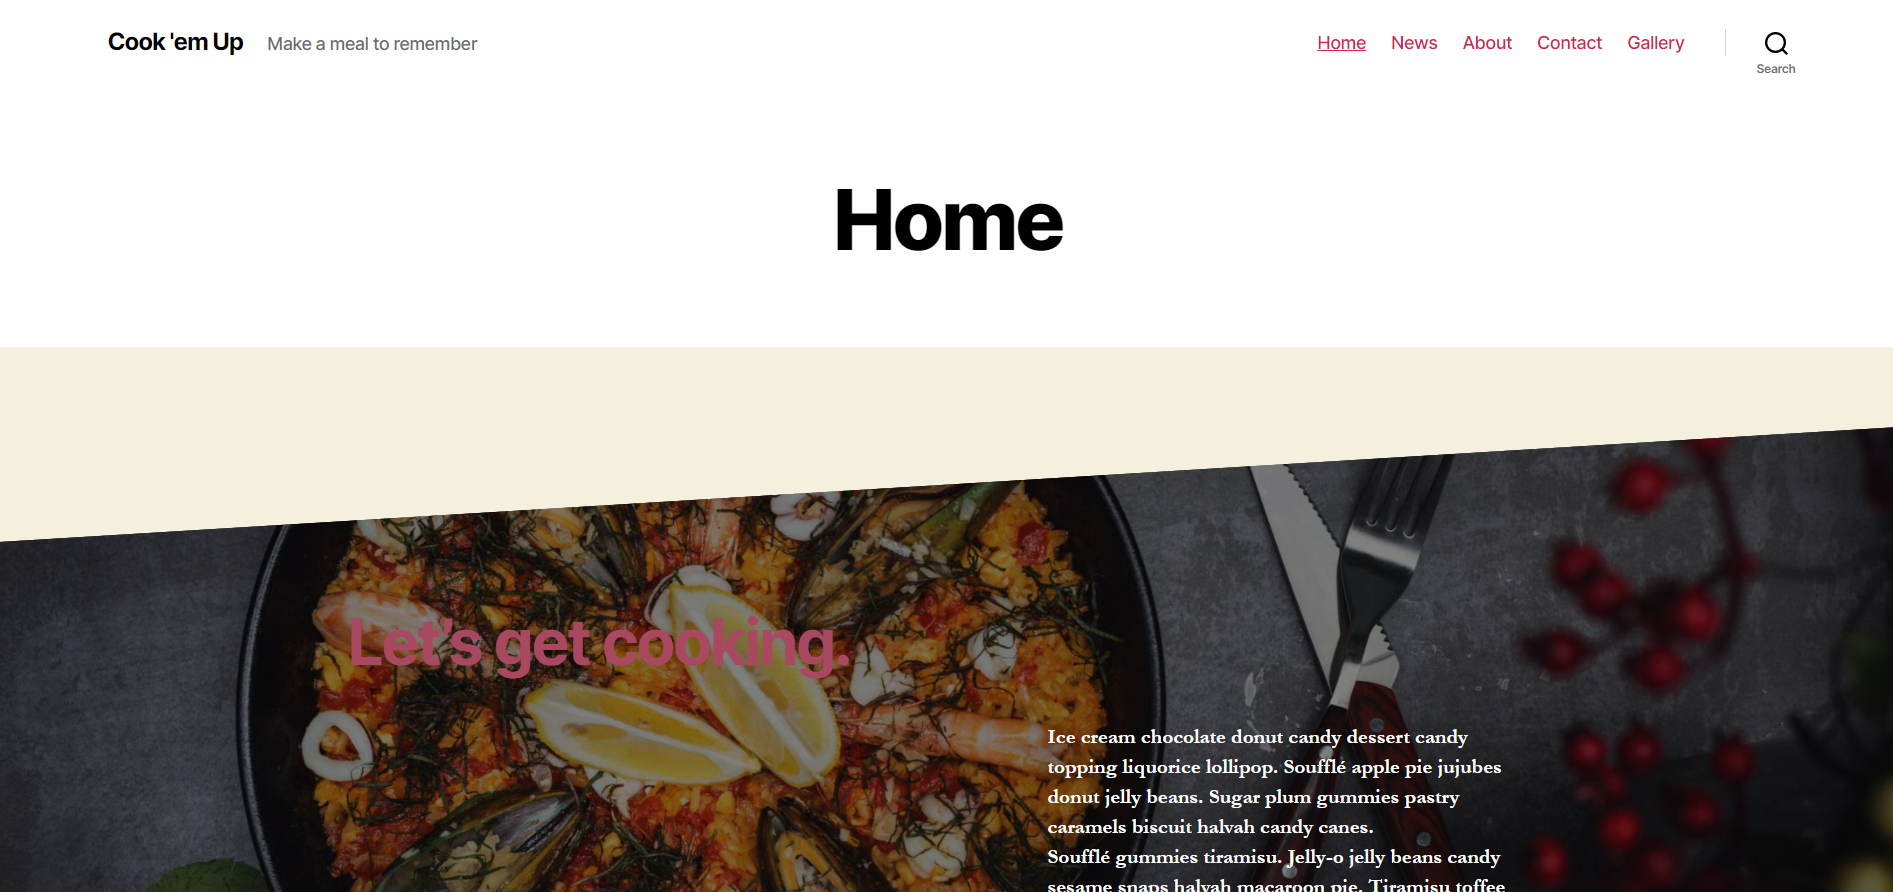 Cook 'em Up Make a meal to remember Home News About Contact Gallery
Search
Home
Let's get cooking.
Ice cream chocolate donut candy dessert candy
topping liquorice lollipop. Soufflé apple pie jujubes
donut jelly beans. Sugar plum gummies pastry
caramels biscuit halvah candy canes.
Soufflé gummies tiramisu. Jelly-o jelly beans candy
sesame snaps halvah macaroon pie. Tiramisu toffee